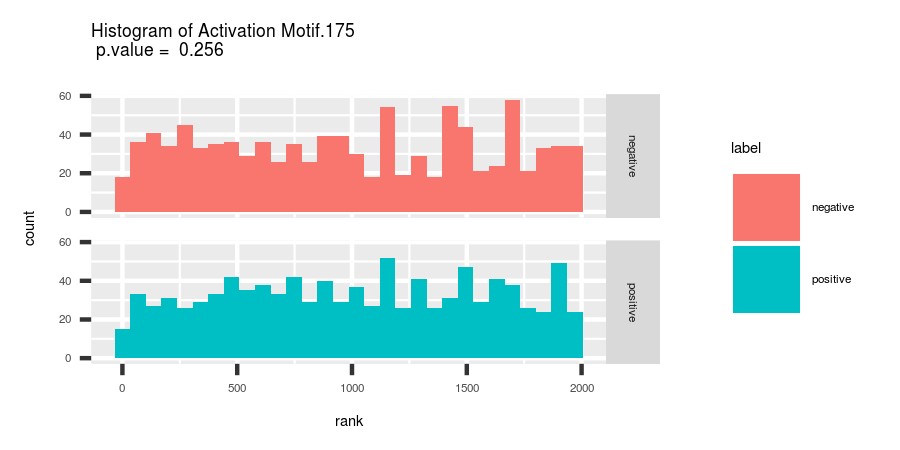 Histogram of Activation Motif.175
p.value = 0.256
count
60
40
20
0
negative
60
40
20
0
positive
0 500 1000 1500 2000
rank
label
negative
positive